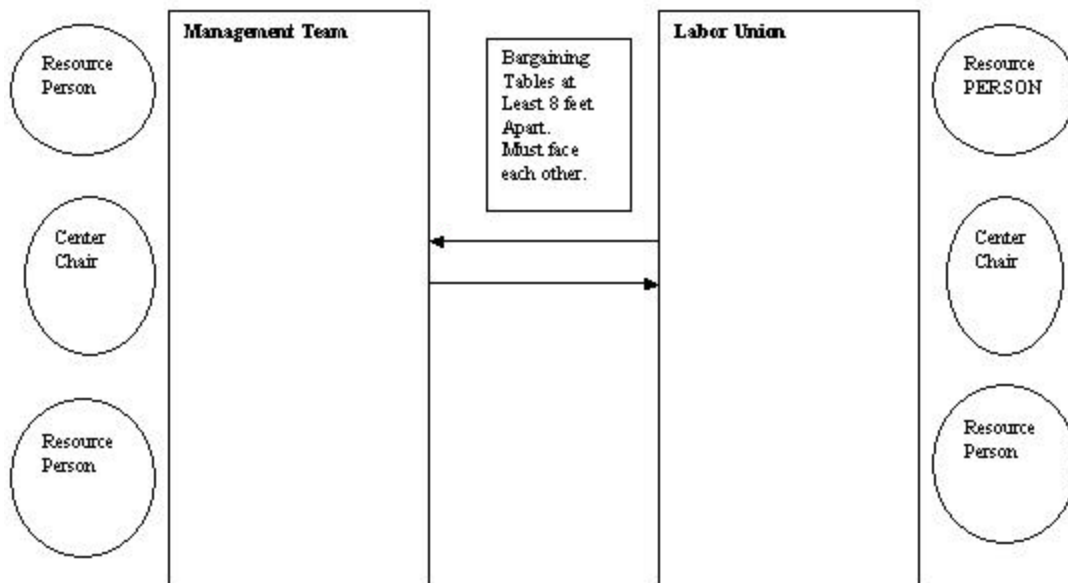 Management Team
Labor Union
Resource
Person
Bargaining
Tables at
Least 8 feet
Apart.
Must face
each other.
Resource
PERSON
Center
Chair
Center
Chair
Resource
Person
Resource
Person